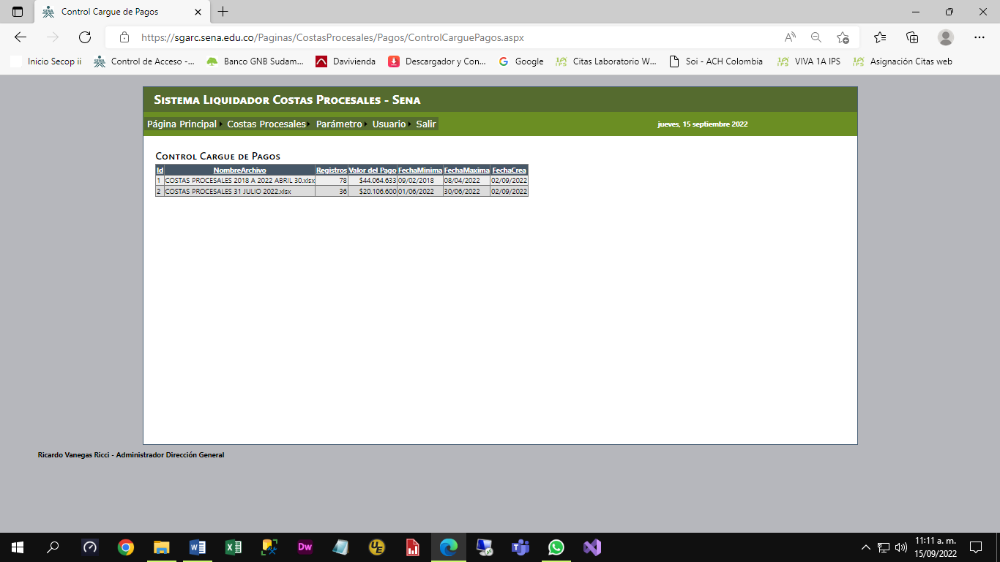 Control Cargue de Pagos
https://sgarc.sena.edu.co/Paginas/CostasProcesales/Pagos/ControlCarguePagos.aspx
Inicio Secop ii
Control de Acceso -...
Banco GNB Sudam...
Davivienda
Descargador y Con...
Google
Citas Laboratorio W...
Soi - ACH Colombia
VIVA 1A IPS
Asignación Citas web
Sistema Liquidador Costas Procesales - Sena
Página Principal Costas Procesales Parámetro Usuario Salir
jueves, 15 septiembre 2022
Control Cargue de Pagos
Id NombreArchivo Registros Valor del Pago FechaMinima FechaMaxima FechaCrea
1 COSTAS PROCESALES 2018 A 2022 ABRIL 30.xlsx 78 $44.064.633 09/02/2018 08/04/2022 02/09/2022
2 COSTAS PROCESALES 31 JULIO 2022.xlsx 36 $20.106.600 01/06/2022 30/06/2022 02/09/2022
Ricardo Vanegas Ricci - Administrador Dirección General
11:11 a. m.
15/09/2022